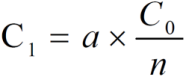 C₁ = a × C₀ / n